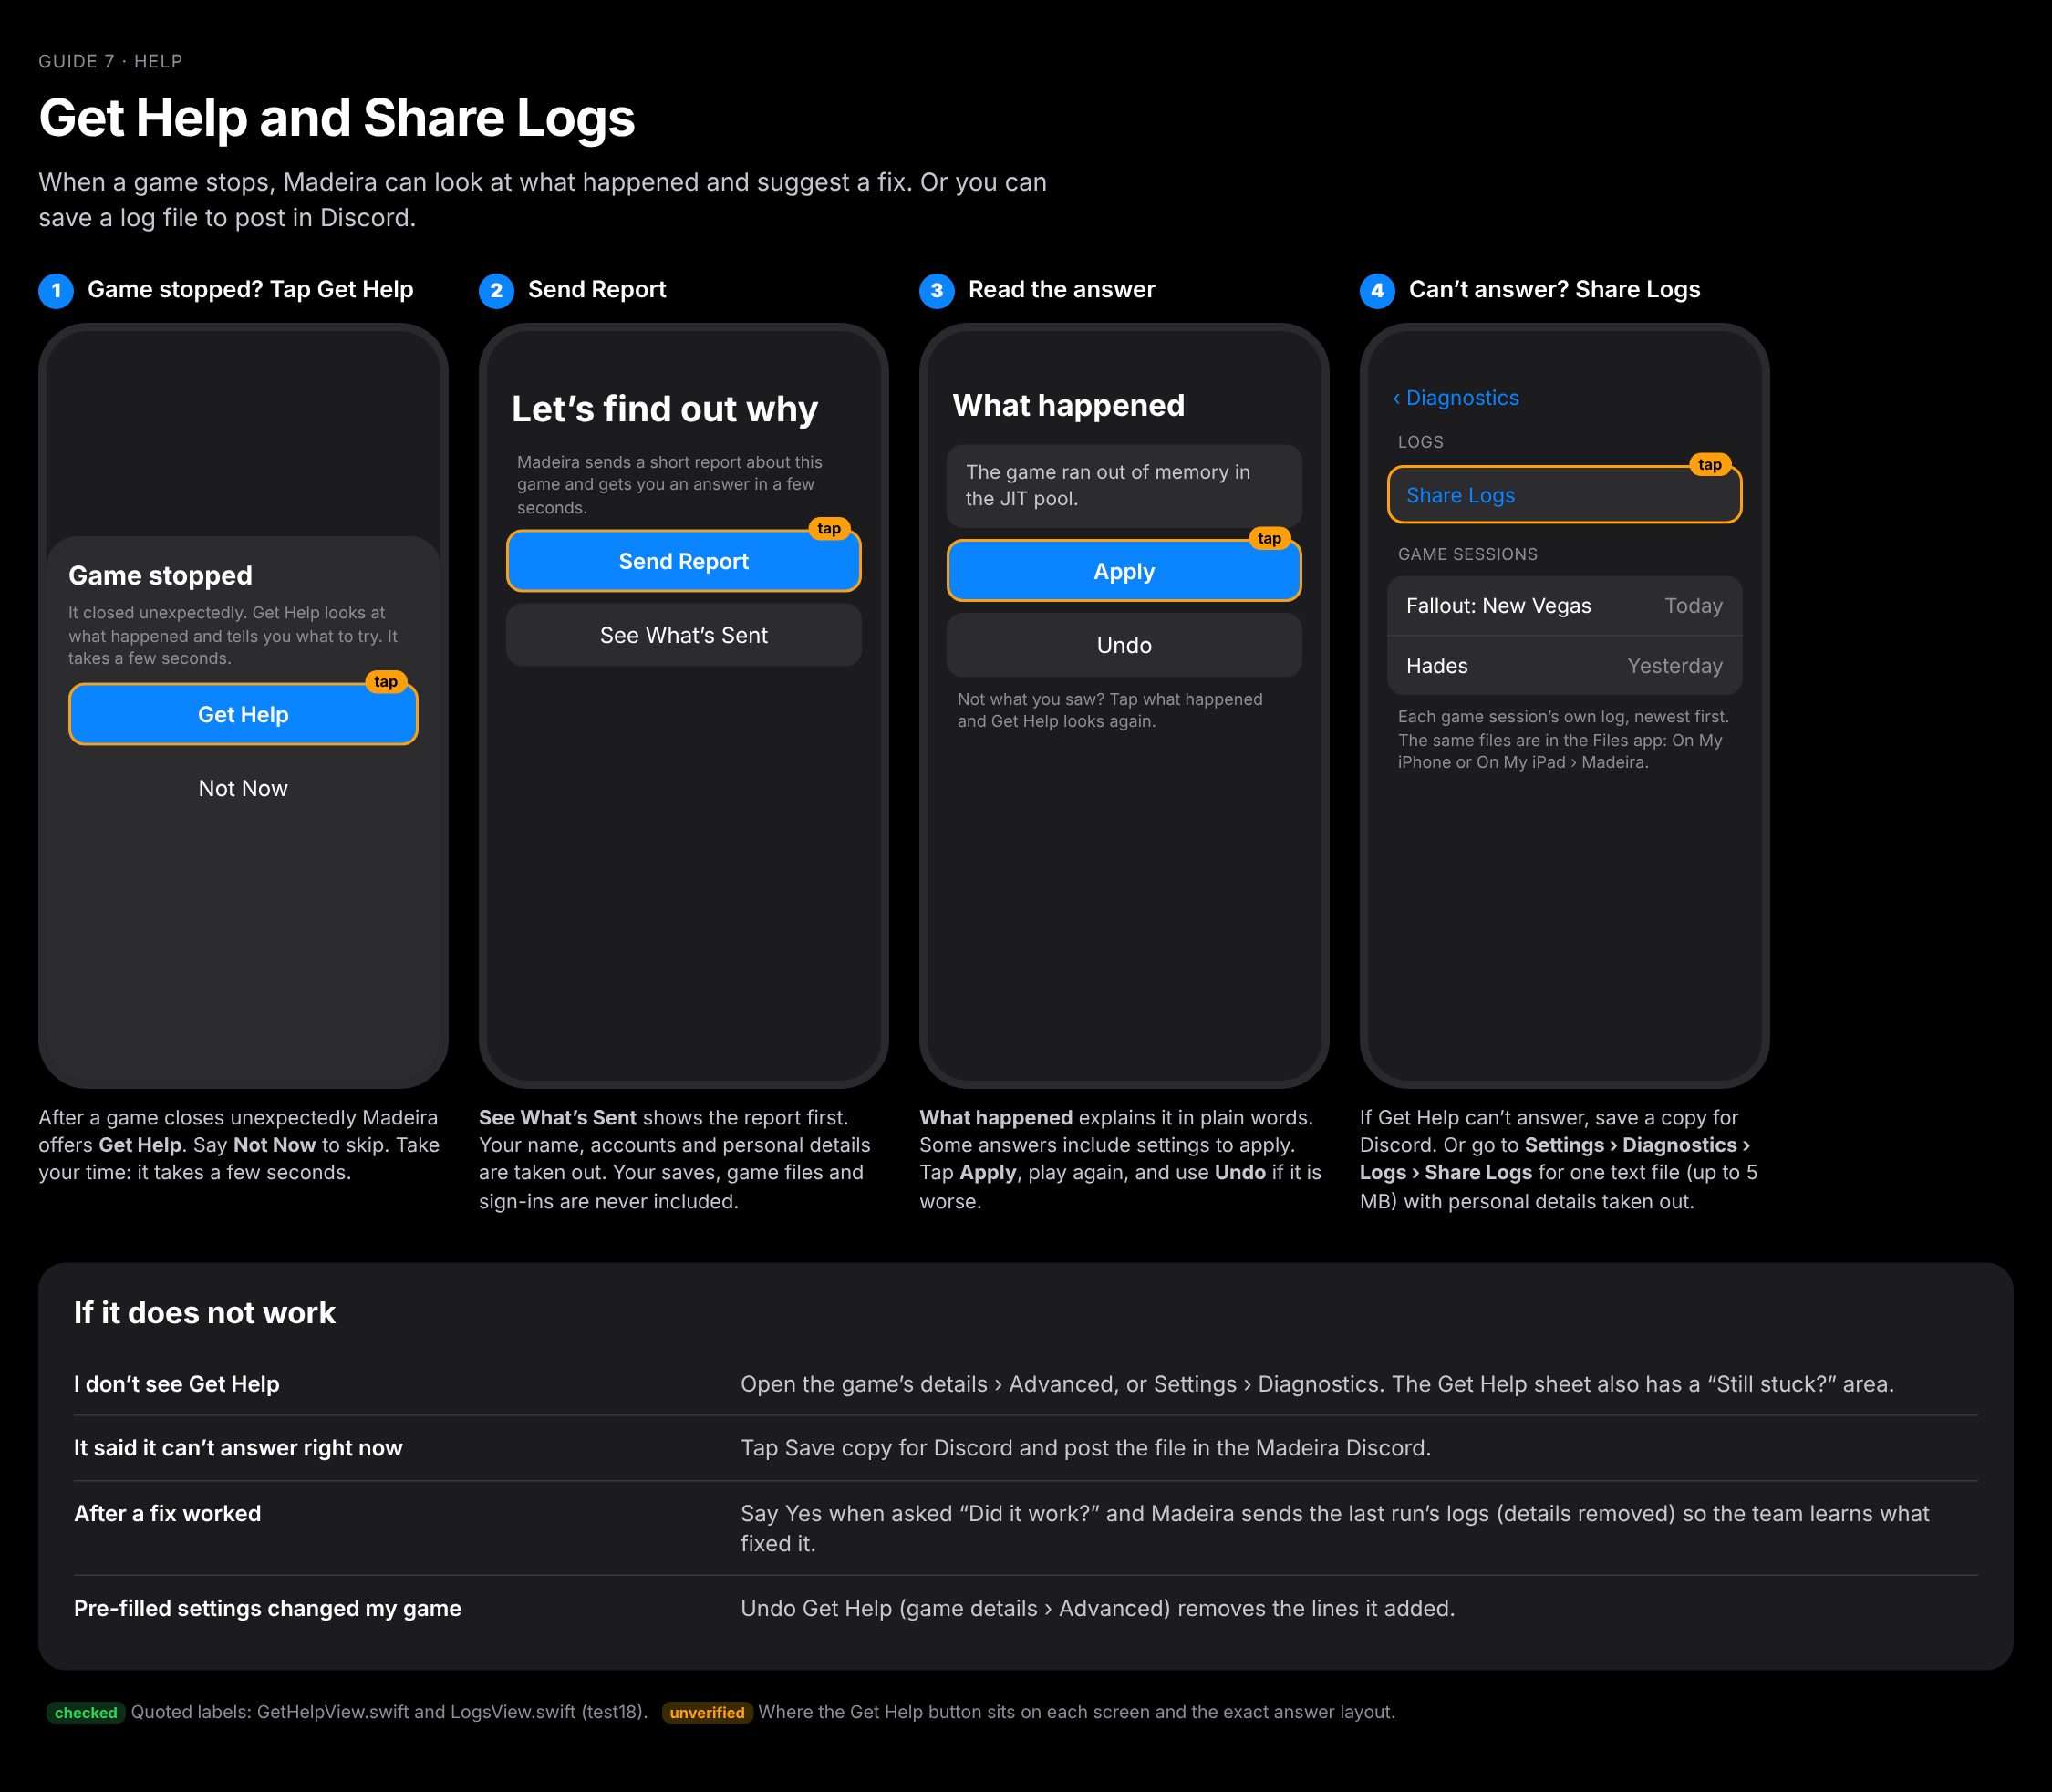 GUIDE 7 · HELP
Get Help and Share Logs
When a game stops, Madeira can look at what happened and suggest a fix. Or you can
save a log file to post in Discord.
1 Game stopped? Tap Get Help
Game stopped
It closed unexpectedly. Get Help looks at
what happened and tells you what to try. It
takes a few seconds.
tap
Get Help
Not Now
After a game closes unexpectedly Madeira
offers Get Help. Say Not Now to skip. Take
your time: it takes a few seconds.
2 Send Report
Let’s find out why
Madeira sends a short report about this
game and gets you an answer in a few
seconds.
tap
Send Report
See What’s Sent
See What’s Sent shows the report first.
Your name, accounts and personal details
are taken out. Your saves, game files and
sign-ins are never included.
3 Read the answer
What happened
The game ran out of memory in
the JIT pool.
tap
Apply
Undo
Not what you saw? Tap what happened
and Get Help looks again.
What happened explains it in plain words.
Some answers include settings to apply.
Tap Apply, play again, and use Undo if it is
worse.
4 Can’t answer? Share Logs
‹ Diagnostics
LOGS
tap
Share Logs
GAME SESSIONS
Fallout: New Vegas Today
Hades Yesterday
Each game session’s own log, newest first.
The same files are in the Files app: On My
iPhone or On My iPad › Madeira.
If Get Help can’t answer, save a copy for
Discord. Or go to Settings › Diagnostics ›
Logs › Share Logs for one text file (up to 5
MB) with personal details taken out.
If it does not work
I don’t see Get Help Open the game’s details › Advanced, or Settings › Diagnostics. The Get Help sheet also has a “Still stuck?” area.
It said it can’t answer right now Tap Save copy for Discord and post the file in the Madeira Discord.
After a fix worked Say Yes when asked “Did it work?” and Madeira sends the last run’s logs (details removed) so the team learns what
fixed it.
Pre-filled settings changed my game Undo Get Help (game details › Advanced) removes the lines it added.
checked Quoted labels: GetHelpView.swift and LogsView.swift (test18). unverified Where the Get Help button sits on each screen and the exact answer layout.